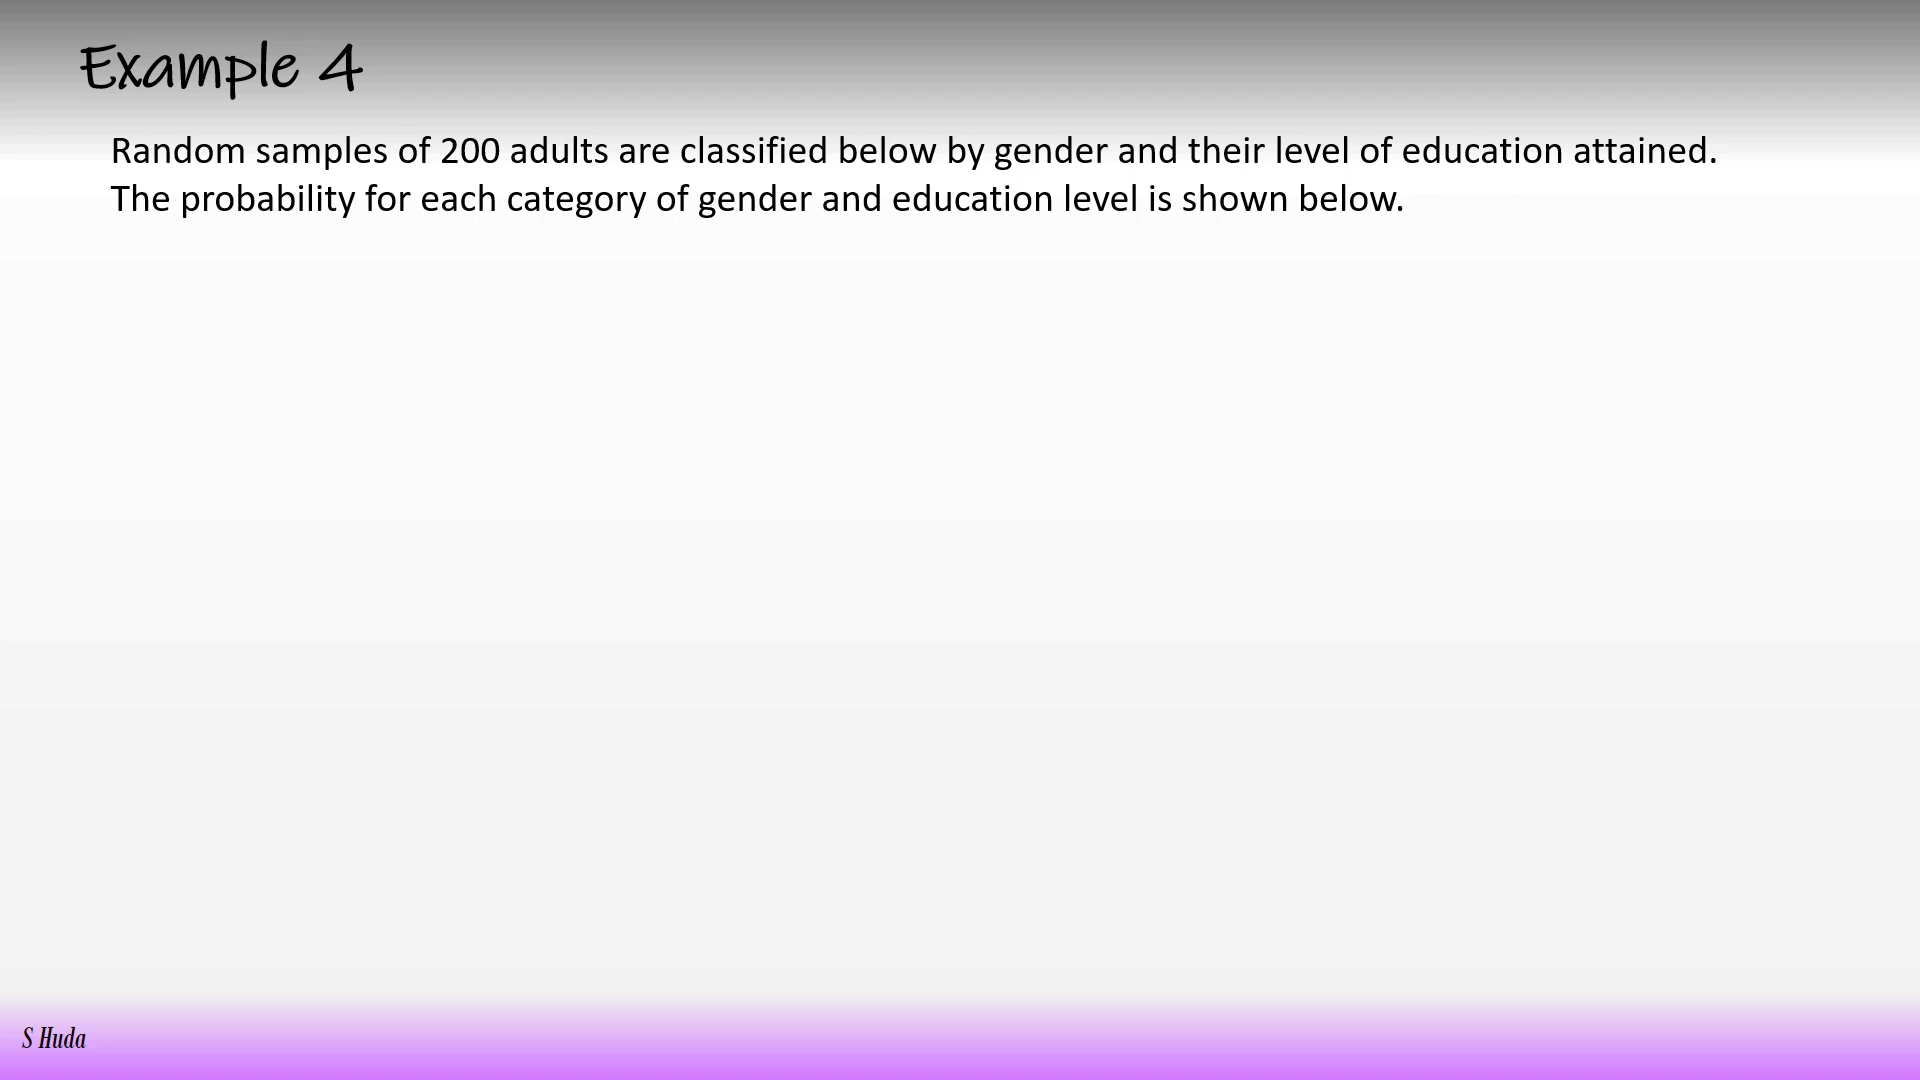 Example 4
Random samples of 200 adults are classified below by gender and their level of education attained.
The probability for each category of gender and education level is shown below.
S Huda